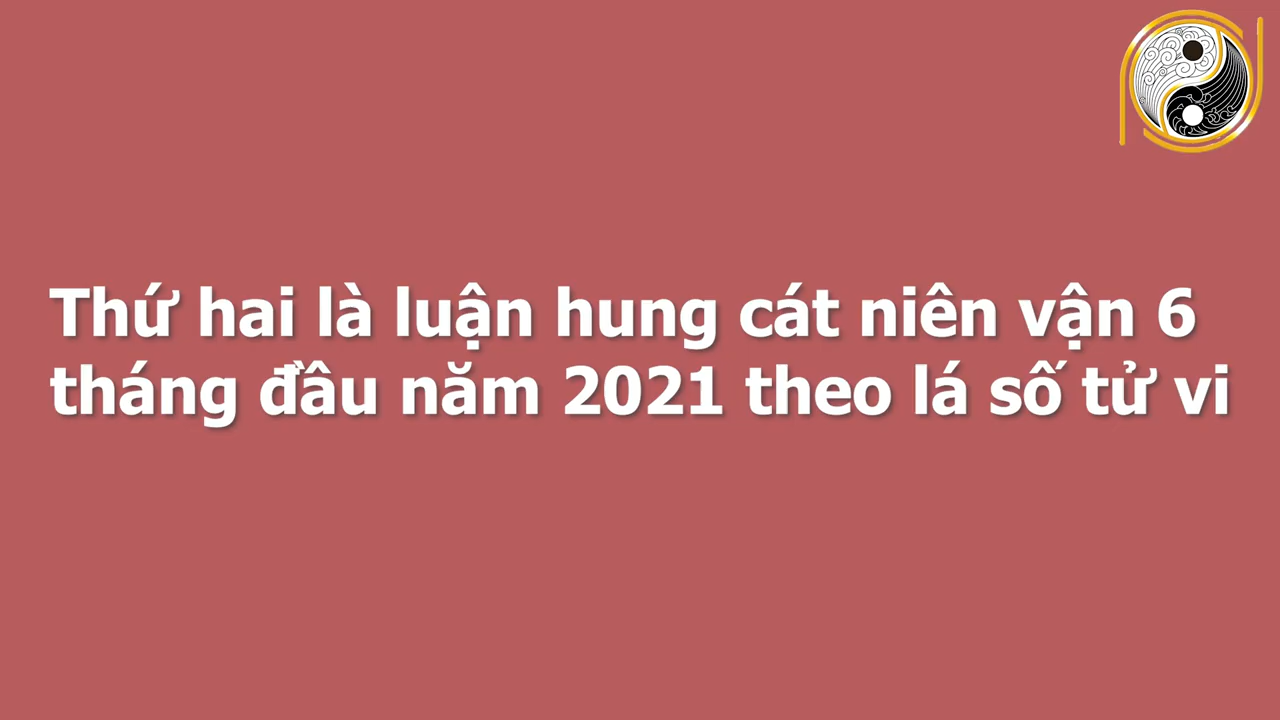 Thứ hai là luận hung cát niên vận 6
tháng đầu năm 2021 theo lá số tử vi